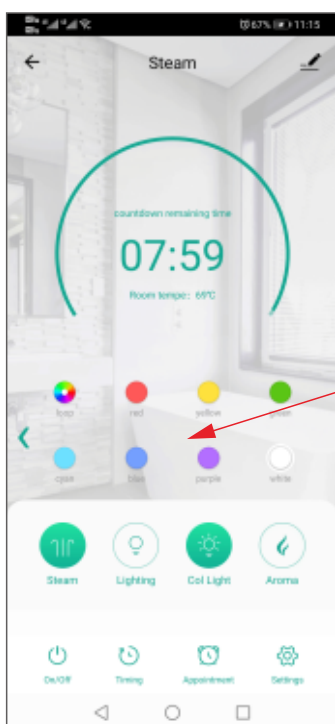 67% 11:15
Steam
countdown remaining time
07:59
Room tempe: 69℃
loop red yellow green
cyan blue purple white
Steam Lighting Col Light Aroma
On/Off Timing Appointment Settings